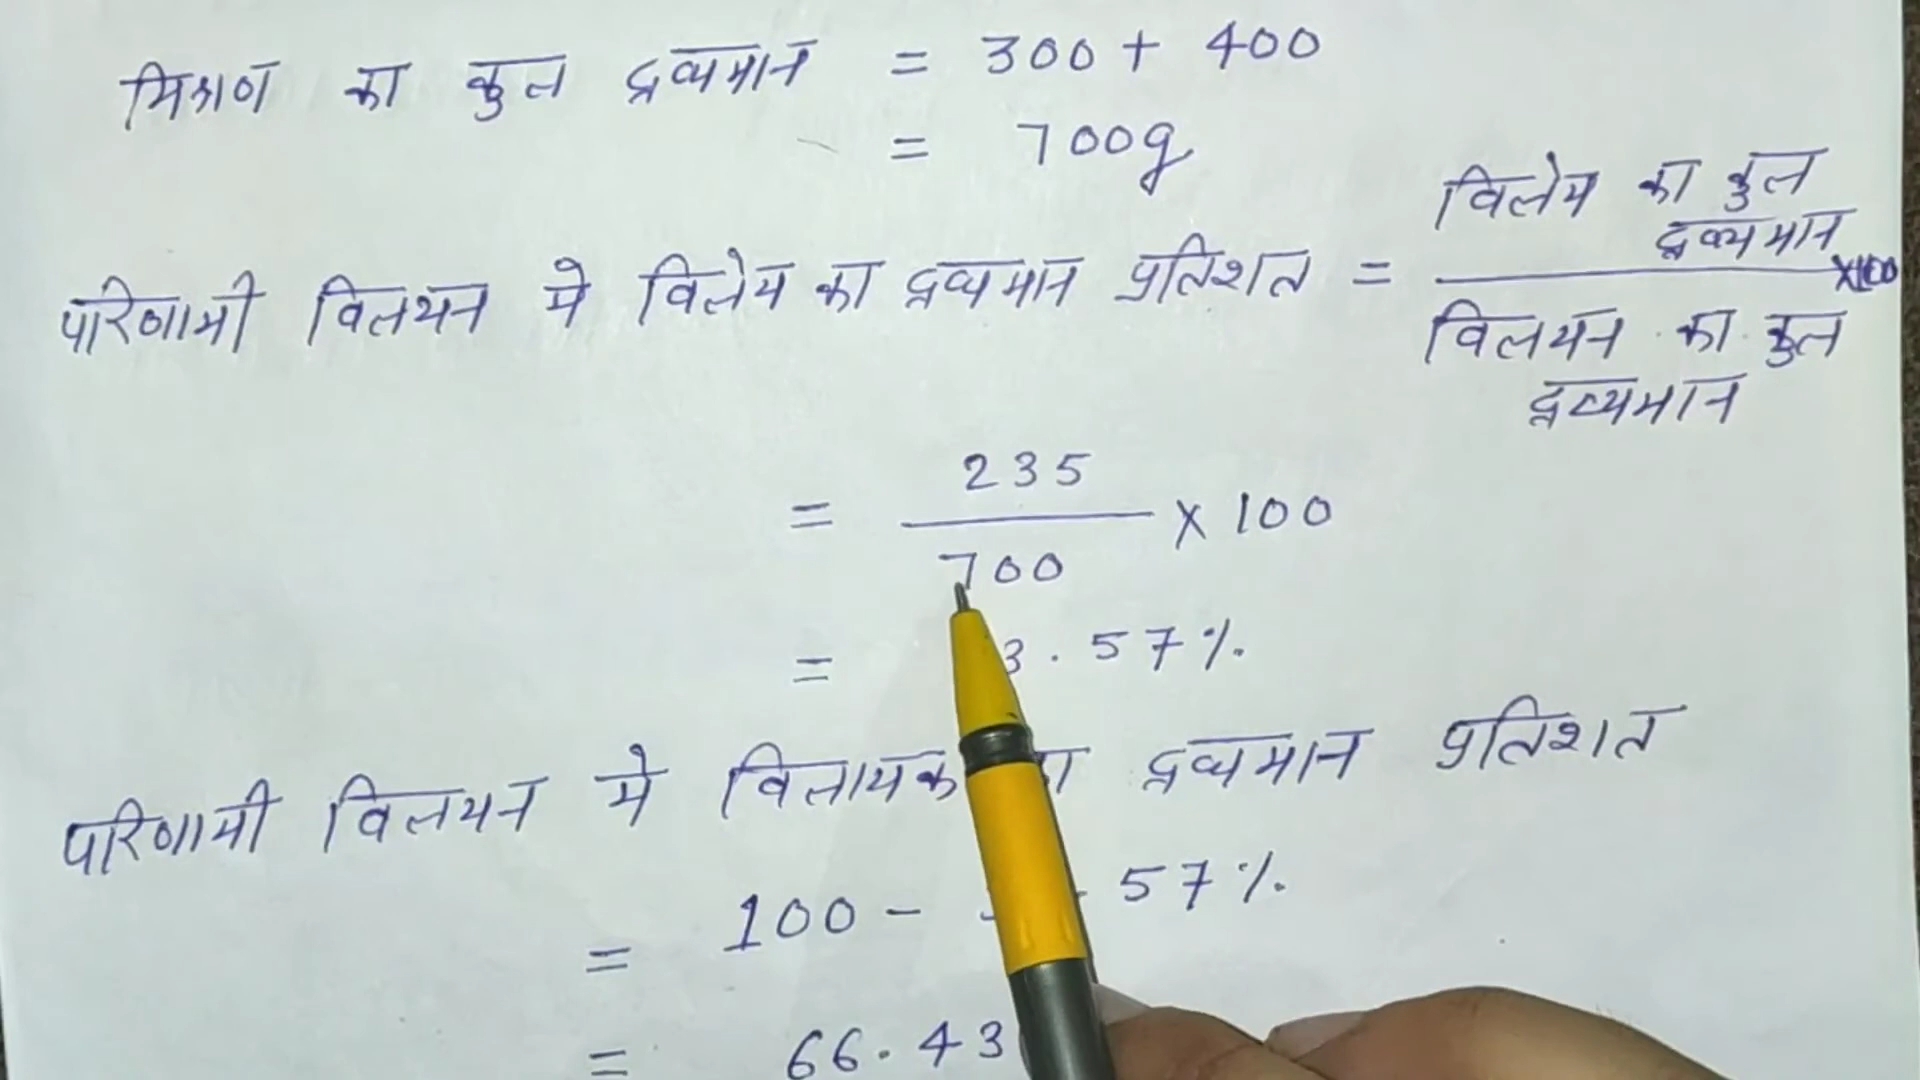 मिश्रण का कुल द्रव्यमान = 300 + 400
= 700g
परिणामी विलयन मे विलेय का द्रव्यमान प्रतिशत = विलेय का कुल द्रव्यमान
×100
विलयन का कुल द्रव्यमान
= 235
700 × 100
= 3.57%
परिणामी विलयन मे विलायक का द्रव्यमान प्रतिशत
= 100 - 57%
= 66.43